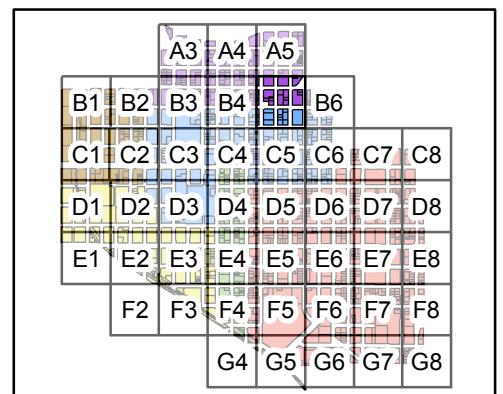 A3 A4 A5
B1 B2 B3 B4 B6
C1 C2 C3 C4 C5 C6 C7 C8
D1 D2 D3 D4 D5 D6 D7 D8
E1 E2 E3 E4 E5 E6 E7 E8
F2 F3 F4 F5 F6 F7 F8
G4 G5 G6 G7 G8